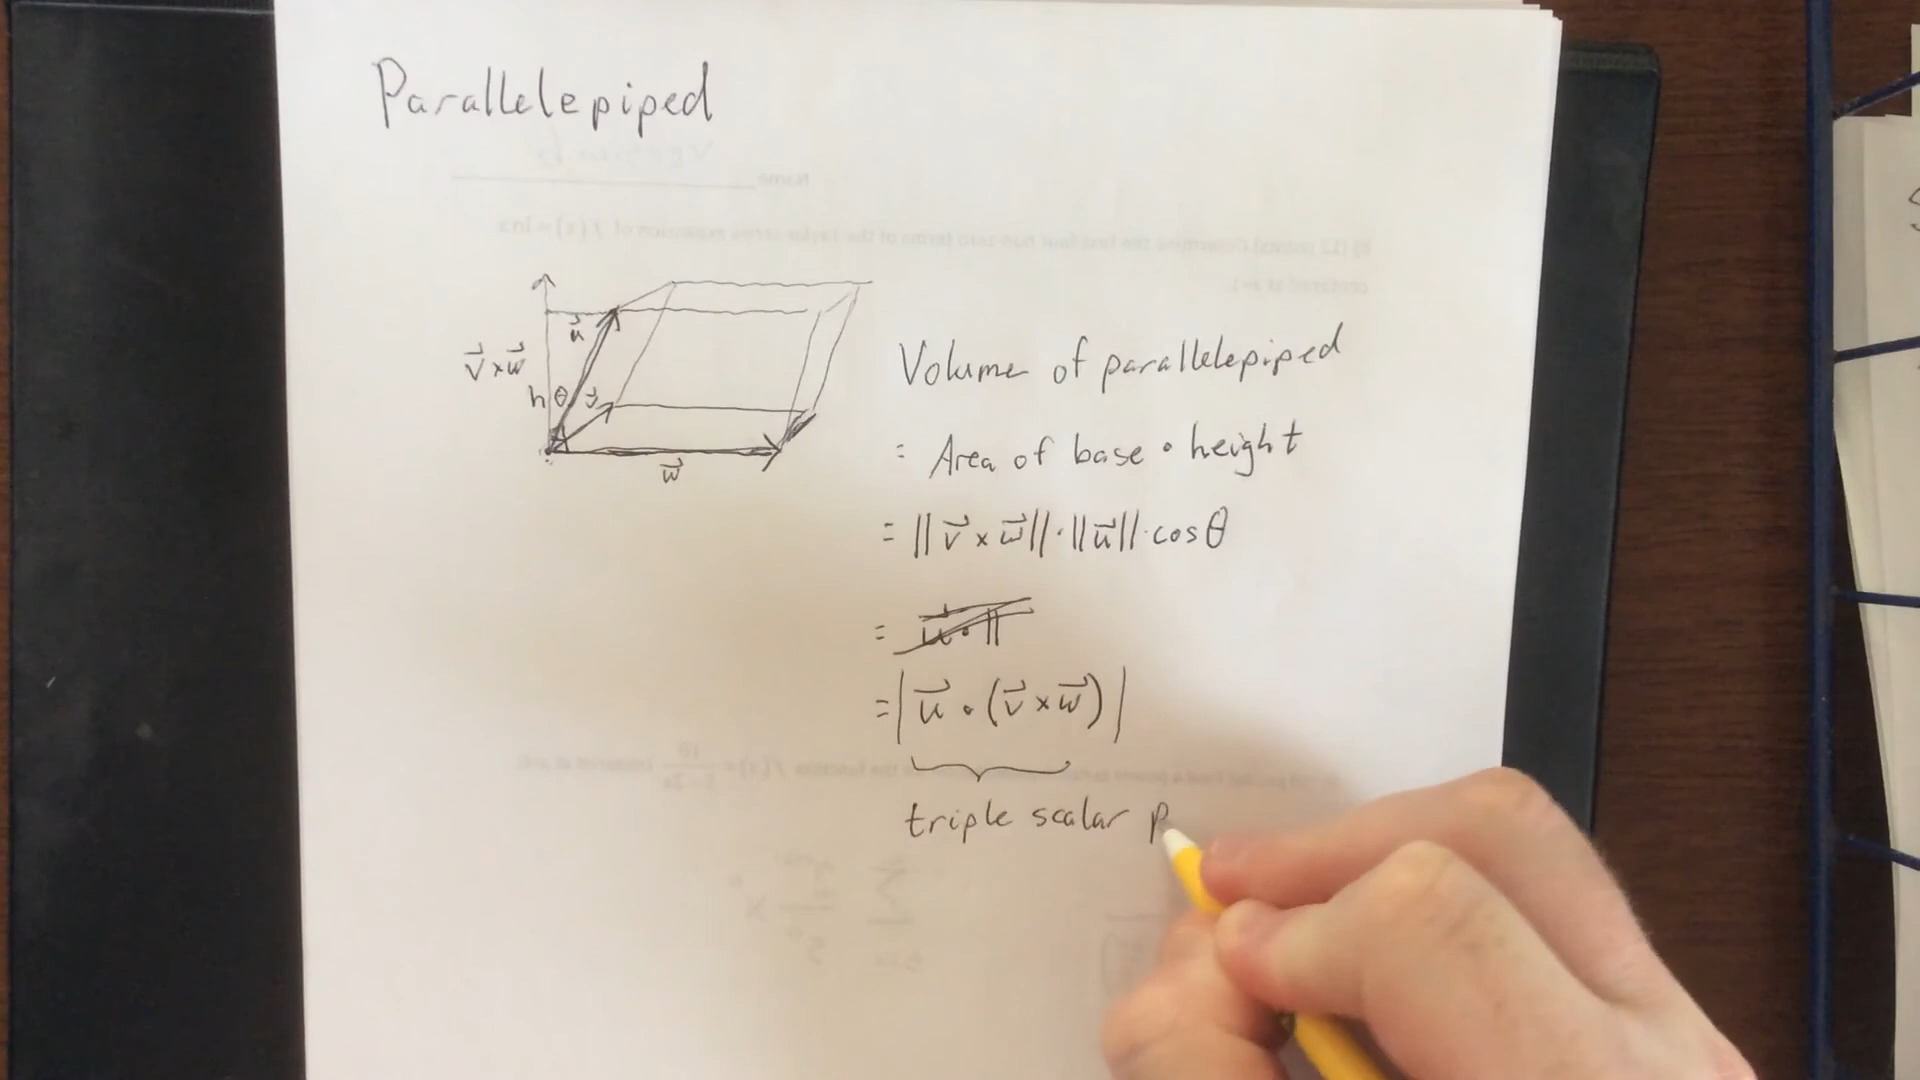 Parallelepiped
u⃗
v⃗ × w⃗
h θ v⃗
w⃗
Volume of parallelepiped
= Area of base • height
= ||v⃗ × w⃗|| · ||u⃗|| · cos θ
= u⃗ • ||
= |u⃗ • (v⃗ × w⃗)|
triple scalar p